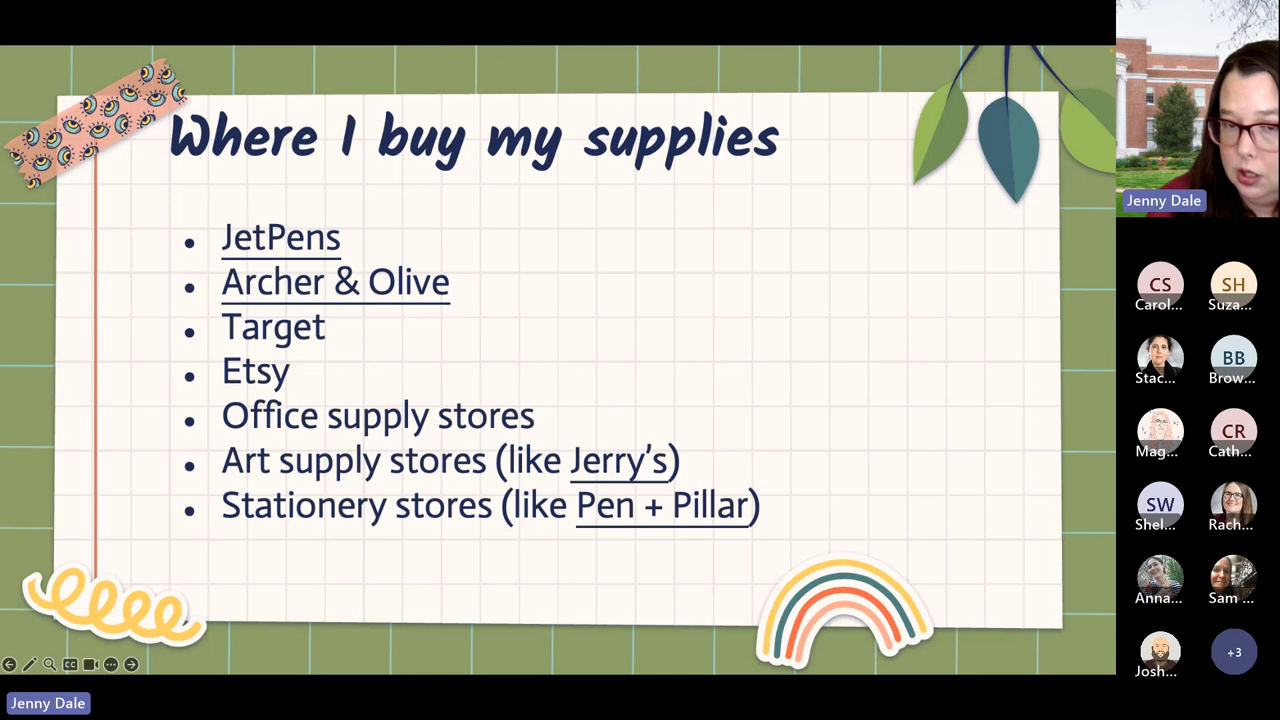 Where I buy my supplies
• JetPens
• Archer & Olive
• Target
• Etsy
• Office supply stores
• Art supply stores (like Jerry's)
• Stationery stores (like Pen + Pillar)
Jenny Dale
CS
SH
Carol...
Suza...
BB
Stac...
Brow...
CR
Mag...
Cath...
SW
Shel...
Rach...
Anna...
Sam ...
Josh...
+3
CC
Jenny Dale